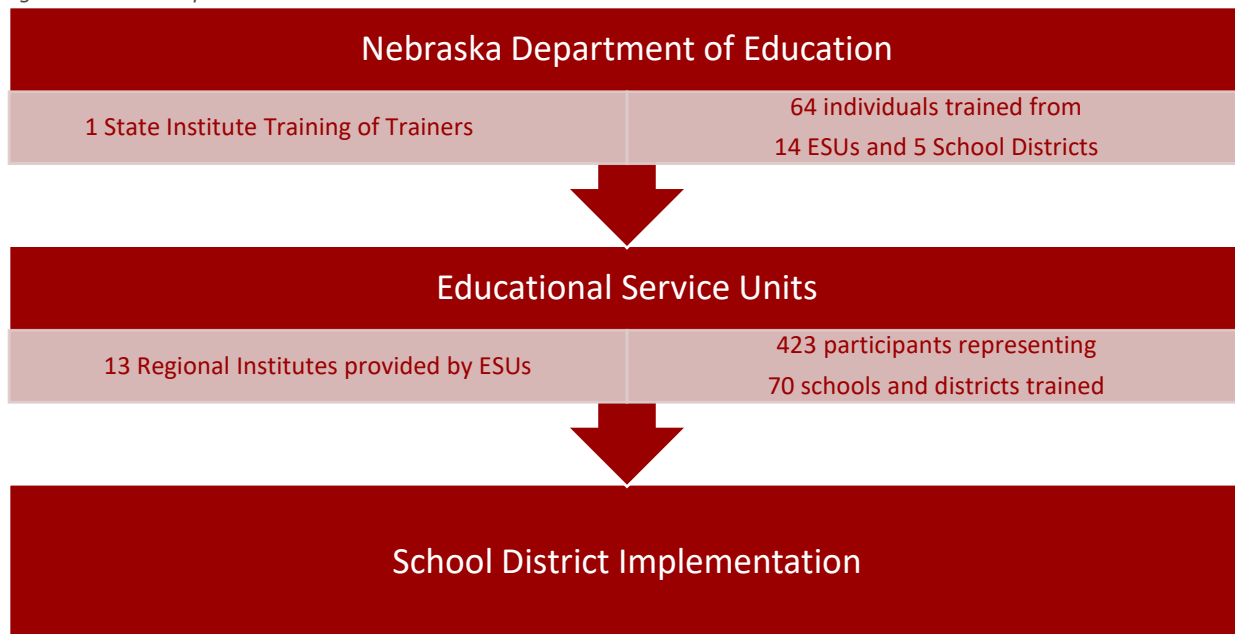 Nebraska Department of Education
1 State Institute Training of Trainers
64 individuals trained from
14 ESUs and 5 School Districts
Educational Service Units
13 Regional Institutes provided by ESUs
423 participants representing
70 schools and districts trained
School District Implementation